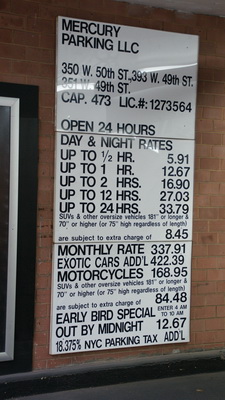 MERCURY
PARKING LLC
350 W. 50th ST.,393 W. 49th ST.
351 W. 49th ST.
CAP. 473 LIC.#: 1273564
OPEN 24 HOURS
DAY & NIGHT RATES
UP TO ½ HR. 5.91
UP TO 1 HR. 12.67
UP TO 2 HRS. 16.90
UP TO 12 HRS. 27.03
UP TO 24 HRS. 33.79
SUVs & other oversize vehicles 181" or longer &
70" or higher (or 75" high regardless of length)
are subject to extra charge of 8.45
MONTHLY RATE 337.91
EXOTIC CARS ADD'L 422.39
MOTORCYCLES 168.95
SUVs & other oversize vehicles 181" or longer &
70" or higher (or 75" high regardless of length)
are subject to extra charge of 84.48
EARLY BIRD SPECIAL ENTER 4 AM TO 10 AM
OUT BY MIDNIGHT 12.67
18.375% NYC PARKING TAX ADD'L